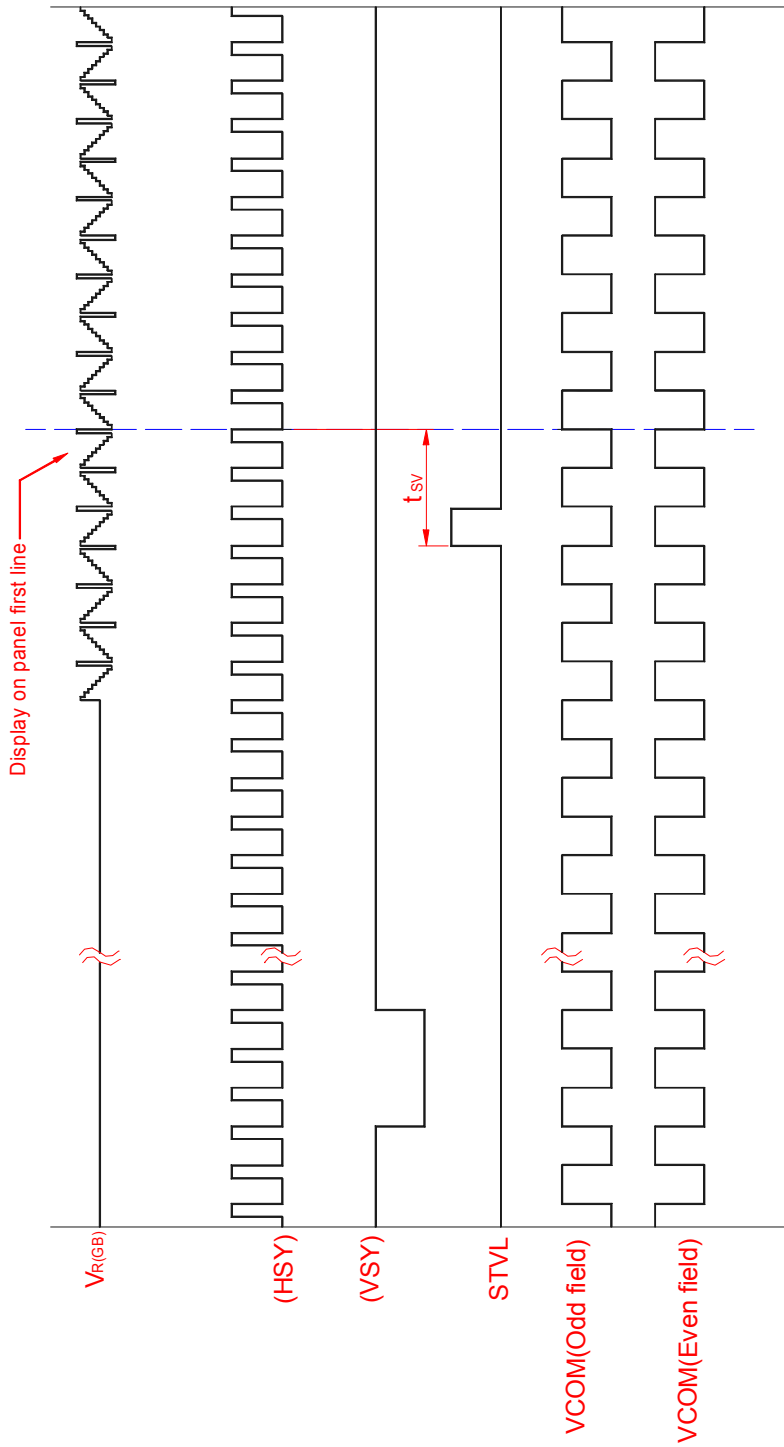 Display on panel first line
VR(GB)
(HSY)
(VSY)
tSV
STVL
VCOM(Odd field)
VCOM(Even field)